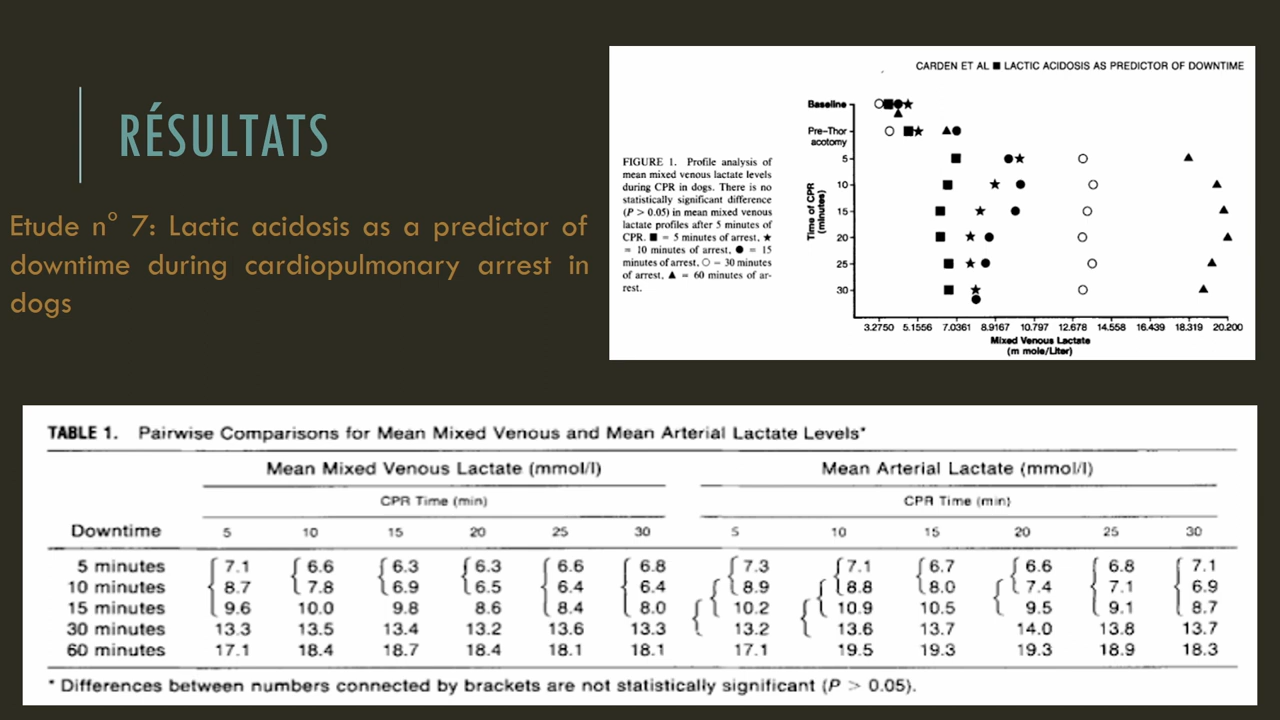 RÉSULTATS
Etude n° 7: Lactic acidosis as a predictor of
downtime during cardiopulmonary arrest in
dogs
CARDEN ET AL ■ LACTIC ACIDOSIS AS PREDICTOR OF DOWNTIME
FIGURE 1. Profile analysis of
mean mixed venous lactate levels
during CPR in dogs. There is no
statistically significant difference
(P > 0.05) in mean mixed venous
lactate profiles after 5 minutes of
CPR. ■ = 5 minutes of arrest, ★
= 10 minutes of arrest, ● = 15
minutes of arrest, ○ = 30 minutes
of arrest, ▲ = 60 minutes of ar-
rest.
Baseline
Pre-Thor
acotomy
5
10
15
20
25
30
Time of CPR
(minutes)
3.2750 5.1556 7.0361 8.9167 10.797 12.678 14.558 16.439 18.319 20.200
Mixed Venous Lactate
(m mole/Liter)
TABLE 1. Pairwise Comparisons for Mean Mixed Venous and Mean Arterial Lactate Levels*
Mean Mixed Venous Lactate (mmol/l) Mean Arterial Lactate (mmol/l)
CPR Time (min) CPR Time (min)
Downtime 5 10 15 20 25 30 5 10 15 20 25 30
5 minutes 7.1 6.6 6.3 6.3 6.6 6.8 7.3 7.1 6.7 6.6 6.8 7.1
10 minutes 8.7 7.8 6.9 6.5 6.4 6.4 8.9 8.8 8.0 7.4 7.1 6.9
15 minutes 9.6 10.0 9.8 8.6 8.4 8.0 10.2 10.9 10.5 9.5 9.1 8.7
30 minutes 13.3 13.5 13.4 13.2 13.6 13.3 13.2 13.6 13.7 14.0 13.8 13.7
60 minutes 17.1 18.4 18.7 18.4 18.1 18.1 17.1 19.5 19.3 19.3 18.9 18.3
* Differences between numbers connected by brackets are not statistically significant (P > 0.05).